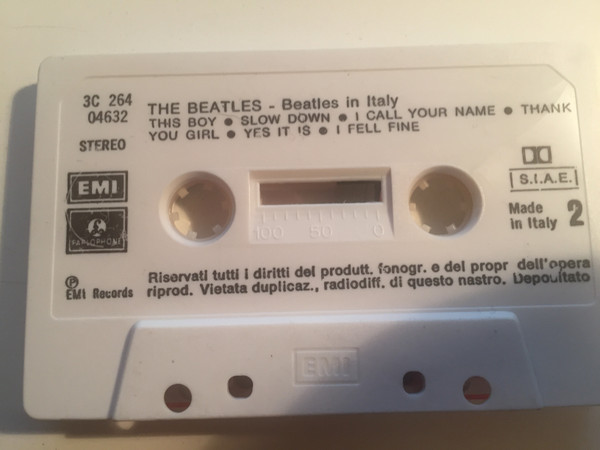 3C 264
04632
STEREO
EMI
PARLOPHONE
THE BEATLES - Beatles in Italy
THIS BOY ● SLOW DOWN ● I CALL YOUR NAME ● THANK
YOU GIRL ● YES IT IS ● I FELL FINE
100 50 0
S.I.A.E.
Made
in Italy 2
Ⓟ
EMI Records
Riservati tutti i diritti del produtt. fonogr. e del propr dell'opera
riprod. Vietata duplicaz., radiodiff. di questo nastro. Depositato
EMI